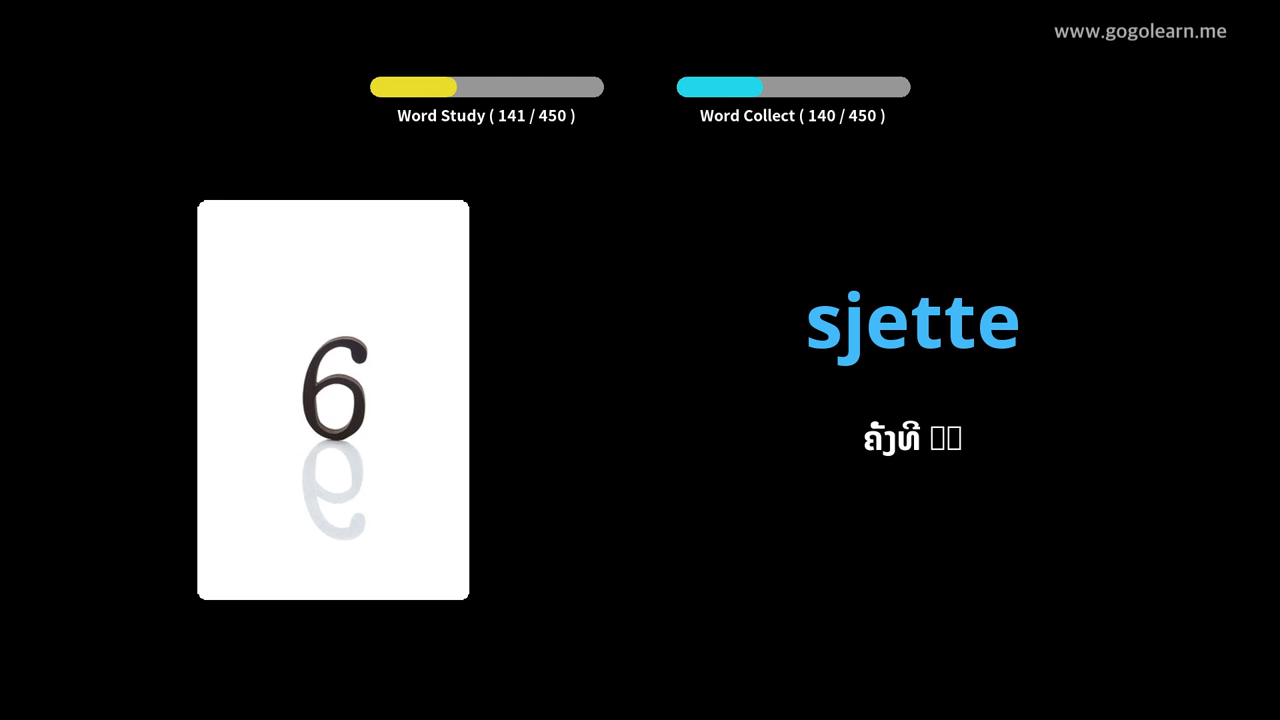 www.gogolearn.me
Word Study ( 141 / 450 )
Word Collect ( 140 / 450 )
6
sjette
ຄັ້ງທີ